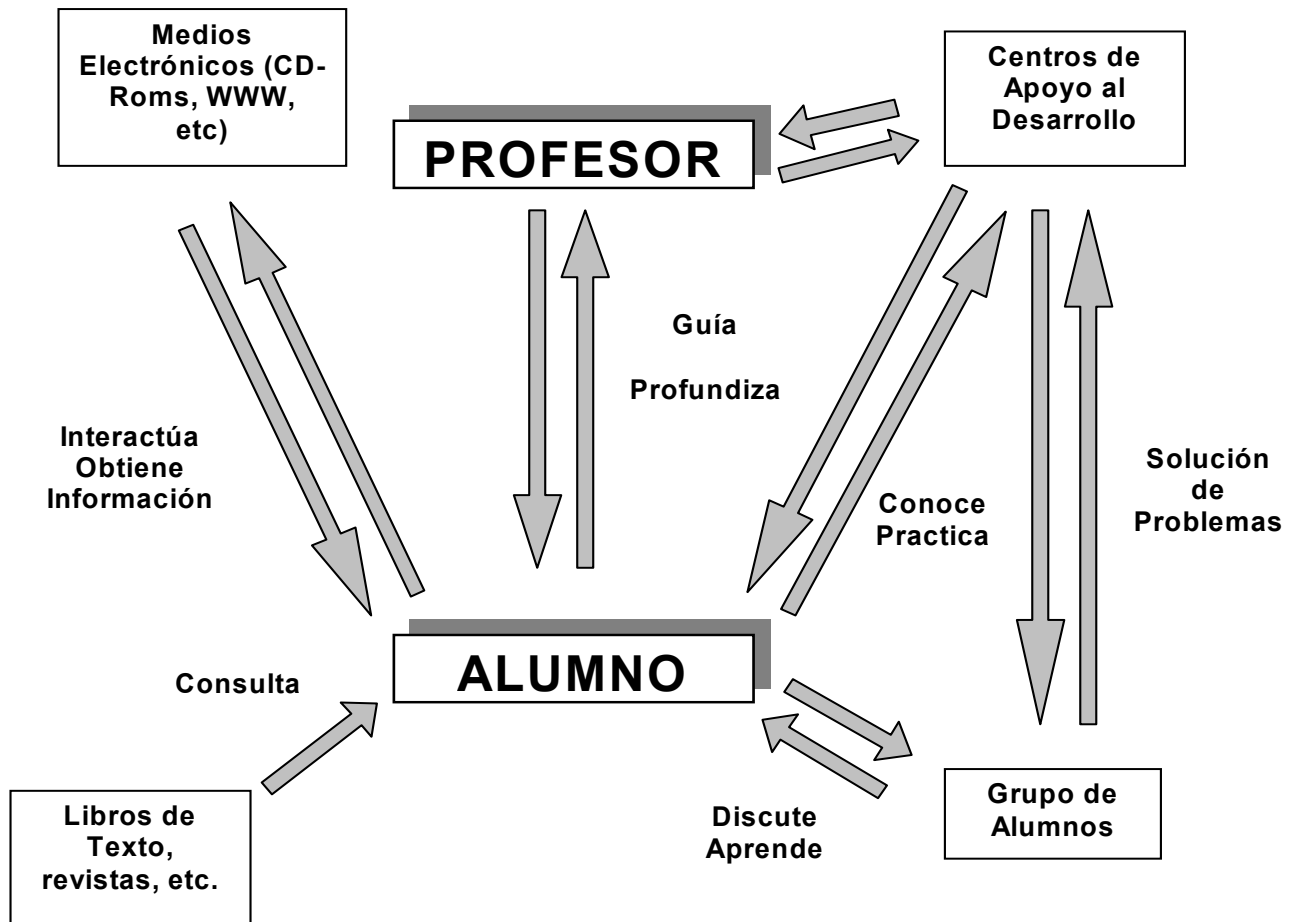 Medios
Electrónicos (CD-
Roms, WWW,
etc)
PROFESOR
Centros de
Apoyo al
Desarrollo
Guía
Profundiza
Interactúa
Obtiene
Información
Conoce
Practica
Solución
de
Problemas
ALUMNO
Consulta
Libros de
Texto,
revistas, etc.
Discute
Aprende
Grupo de
Alumnos